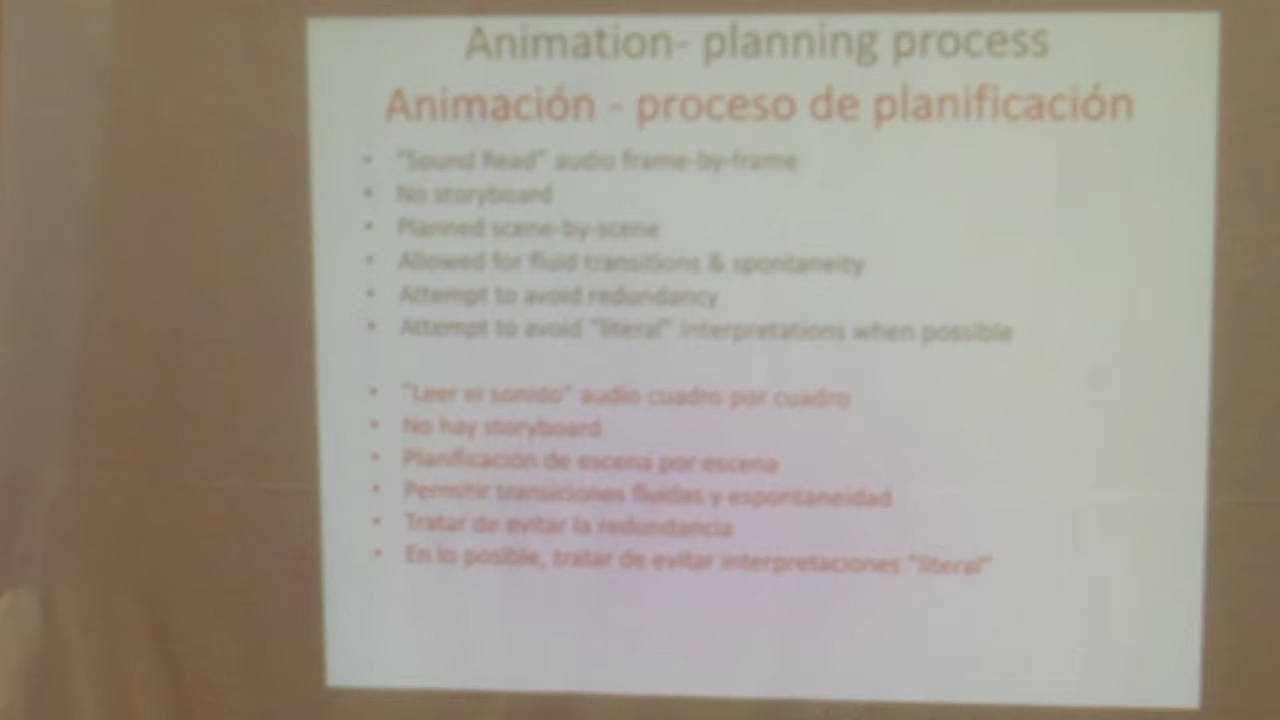 Animation- planning process
Animación - proceso de planificación
• "Sound Read" audio frame-by-frame
• No storyboard
• Planned scene-by-scene
• Allowed for fluid transitions & spontaneity
• Attempt to avoid redundancy
• Attempt to avoid "literal" interpretations when possible
• "Leer el sonido" audio cuadro por cuadro
• No hay storyboard
• Planificación de escena por escena
• Permitir transiciones fluidas y espontaneidad
• Tratar de evitar la redundancia
• En lo posible, tratar de evitar interpretaciones "literal"